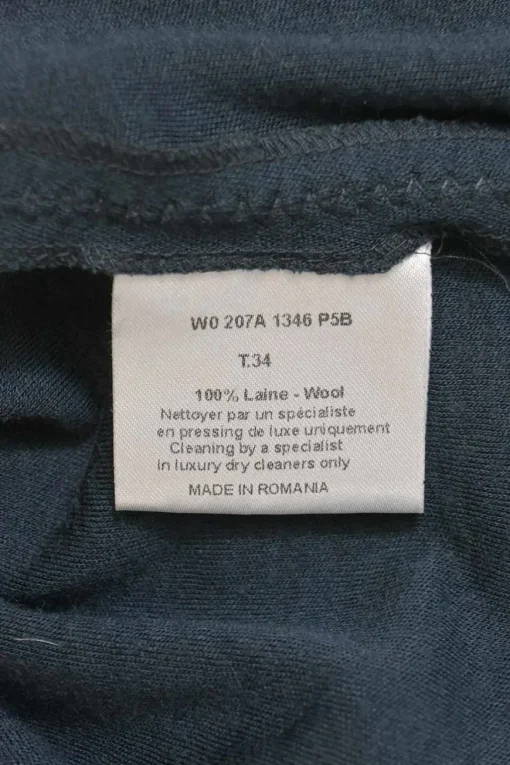 W0 207A 1346 P5B
T.34
100% Laine - Wool
Nettoyer par un spécialiste
en pressing de luxe uniquement
Cleaning by a specialist
in luxury dry cleaners only
MADE IN ROMANIA